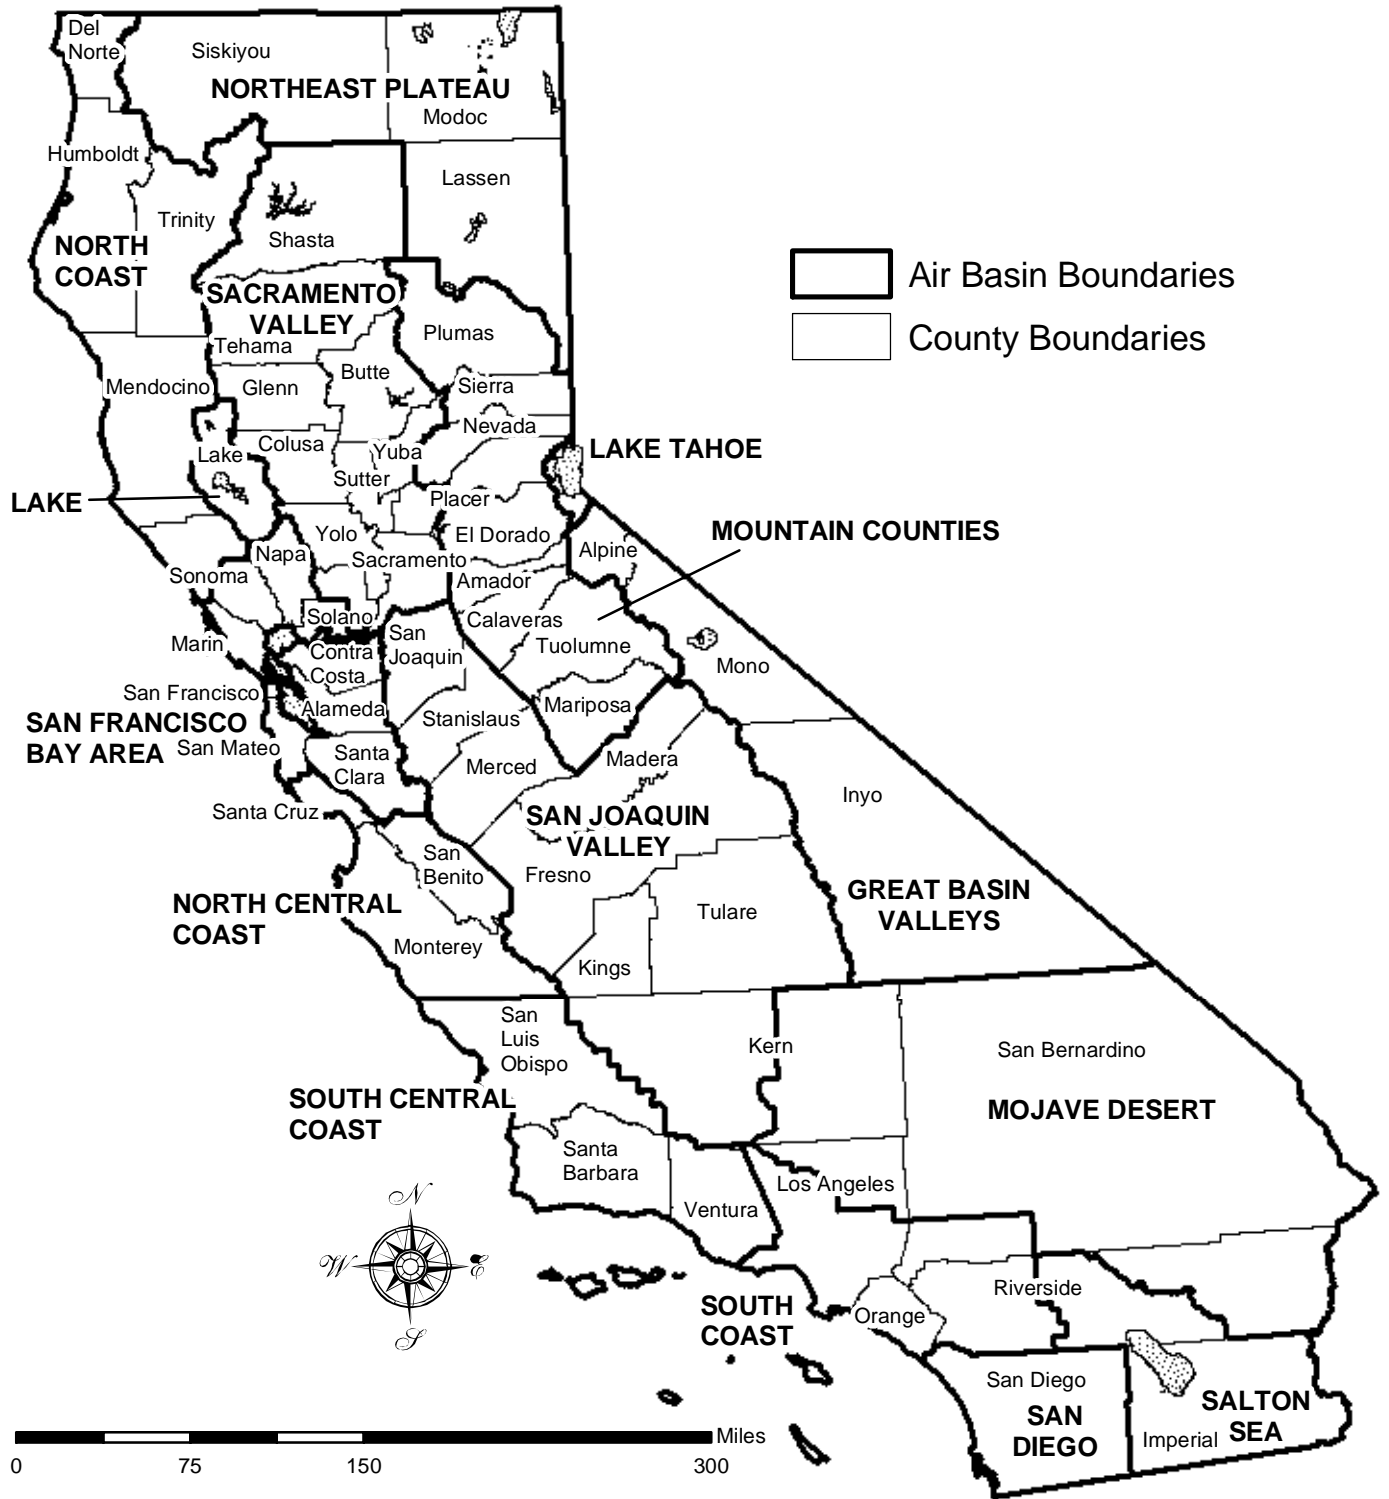 Del
Norte
Siskiyou
NORTHEAST PLATEAU
Modoc
Humboldt
Lassen
Trinity
Shasta
NORTH
COAST
Air Basin Boundaries
SACRAMENTO
VALLEY
County Boundaries
Plumas
Tehama
Butte
Mendocino
Glenn
Sierra
Nevada
Colusa
Yuba
Lake
LAKE TAHOE
Sutter
LAKE
Placer
Yolo
El Dorado
MOUNTAIN COUNTIES
Napa
Sacramento
Alpine
Sonoma
Amador
Solano
Calaveras
San
Joaquin
Marin
Contra
Costa
Tuolumne
Mono
San Francisco
Alameda
Mariposa
SAN FRANCISCO
BAY AREA
Stanislaus
San Mateo
Santa
Clara
Merced
Madera
Inyo
Santa Cruz
SAN JOAQUIN
VALLEY
San
Benito
Fresno
GREAT BASIN
VALLEYS
NORTH CENTRAL
COAST
Tulare
Monterey
Kings
San
Luis
Obispo
Kern
San Bernardino
SOUTH CENTRAL
COAST
MOJAVE DESERT
Santa
Barbara
Los Angeles
Ventura
N
W
E
S
Riverside
SOUTH
COAST
Orange
San Diego
SAN
DIEGO
SALTON
SEA
Imperial
Miles
0 75 150 300